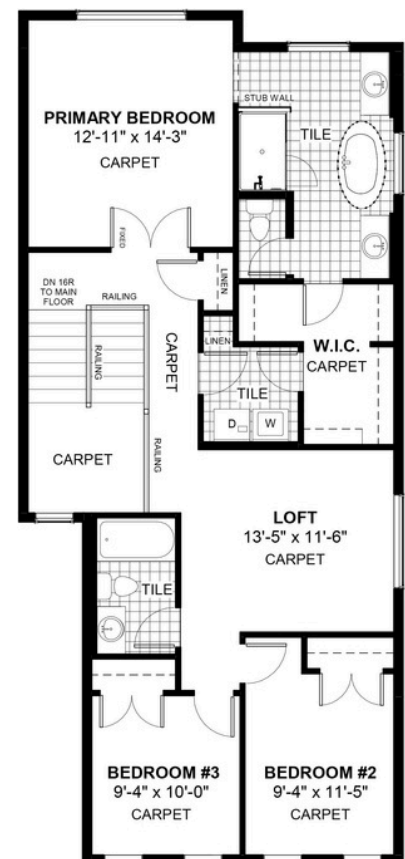 PRIMARY BEDROOM
12'-11" x 14'-3"
CARPET
STUB WALL
TILE
FIXED
LINEN
DN 16R
TO MAIN
FLOOR
RAILING
RAILING
CARPET
LINEN
W.I.C.
CARPET
TILE
D
W
CARPET
RAILING
LOFT
13'-5" x 11'-6"
CARPET
TILE
BEDROOM #3
9'-4" x 10'-0"
CARPET
BEDROOM #2
9'-4" x 11'-5"
CARPET